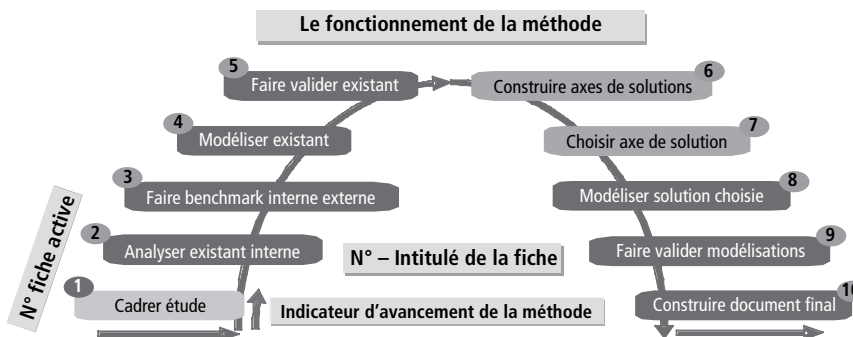 Le fonctionnement de la méthode
5
Faire valider existant
6
Construire axes de solutions
4
Modéliser existant
7
Choisir axe de solution
3
Faire benchmark interne externe
8
Modéliser solution choisie
N° fiche active
2
Analyser existant interne
N° – Intitulé de la fiche
9
Faire valider modélisations
1
Cadrer étude
Indicateur d’avancement de la méthode
10
Construire document final